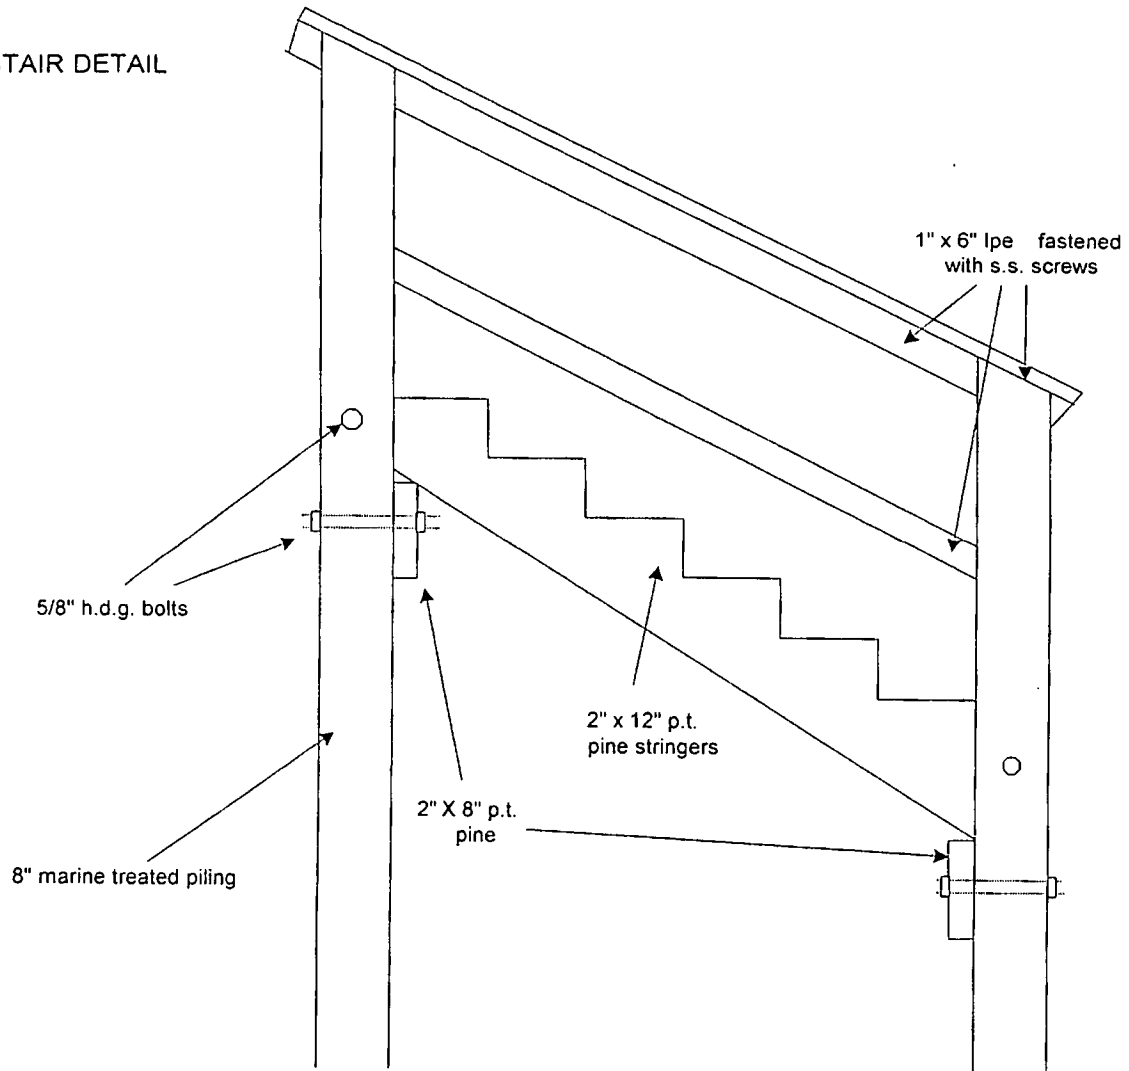 TAIR DETAIL
1" x 6" Ipe fastened
with s.s. screws
5/8" h.d.g. bolts
2" x 12" p.t.
pine stringers
2" X 8" p.t.
pine
8" marine treated piling